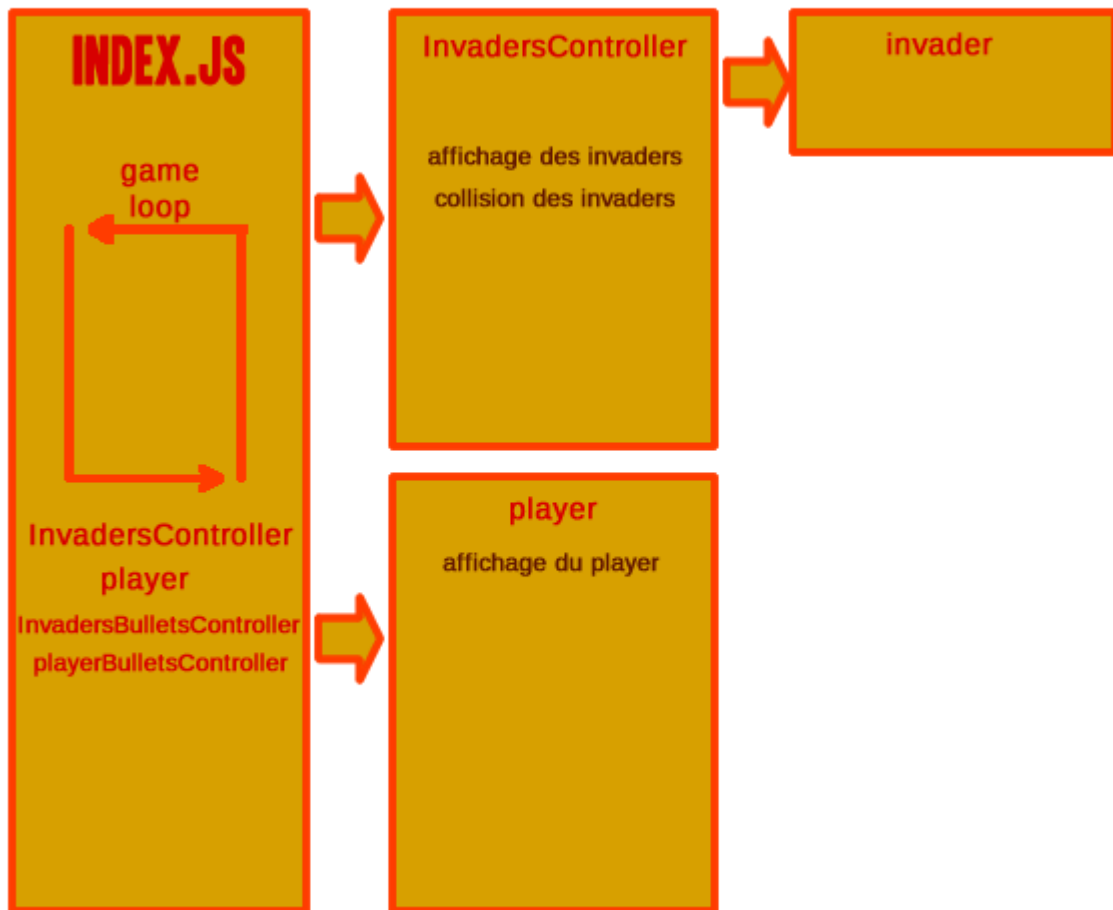 INDEX.JS
game
loop
InvadersController
player
InvadersBulletsController
playerBulletsController
InvadersController
affichage des invaders
collision des invaders
invader
player
affichage du player